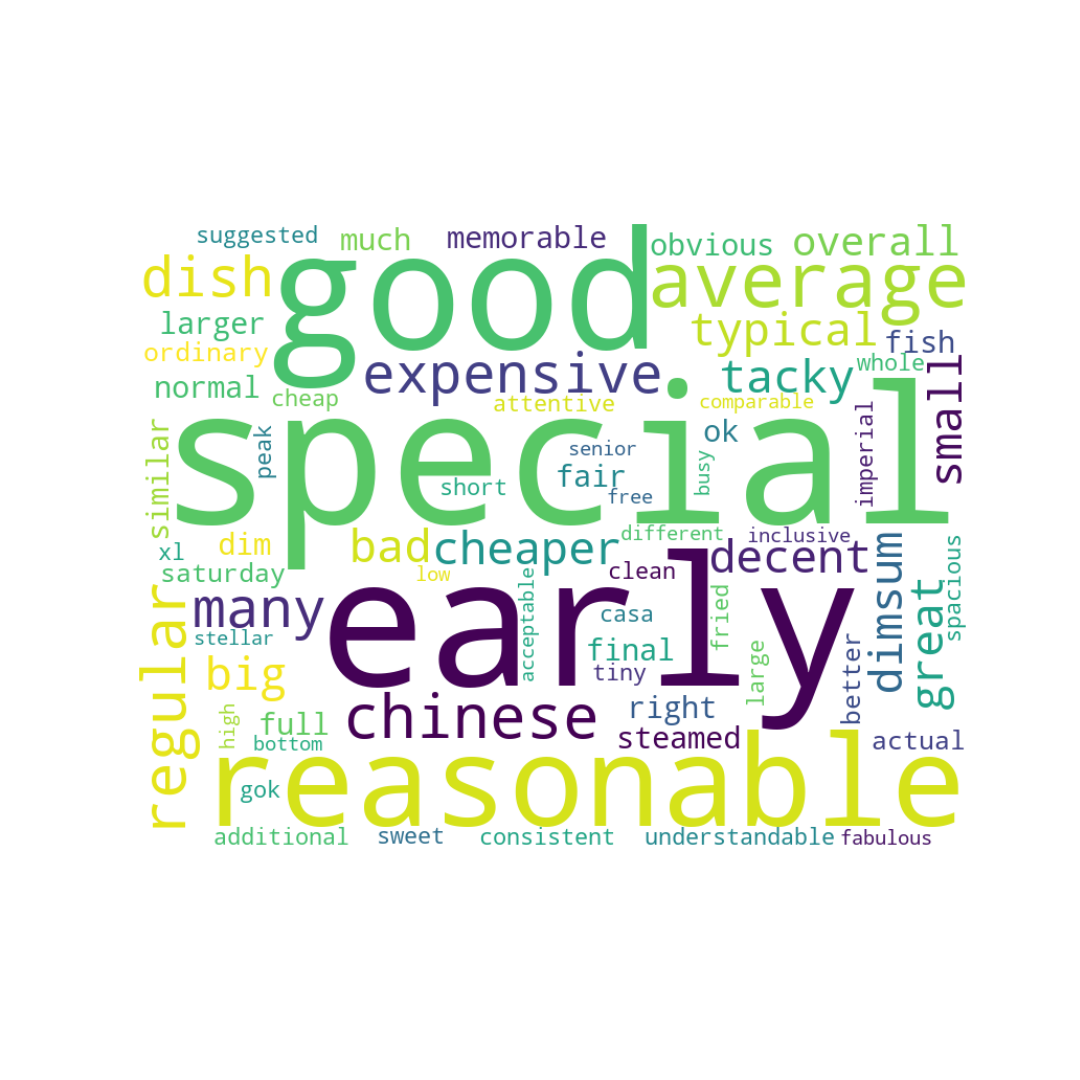 suggested
much
memorable
good
obvious
overall
dish
average
larger
typical
ordinary
fish
normal
expensive
tacky
whole
small
cheap
attentive
comparable
special
similar
peak
ok
imperial
senior
fair
busy
short
free
different
inclusive
xl
dim
bad
cheaper
decent
dimsum
spacious
saturday
low
clean
early
regular
many
acceptable
casa
fried
great
stellar
final
big
tiny
large
better
high
full
chinese
right
bottom
steamed
actual
reasonable
gok
additional
sweet
consistent
understandable
fabulous